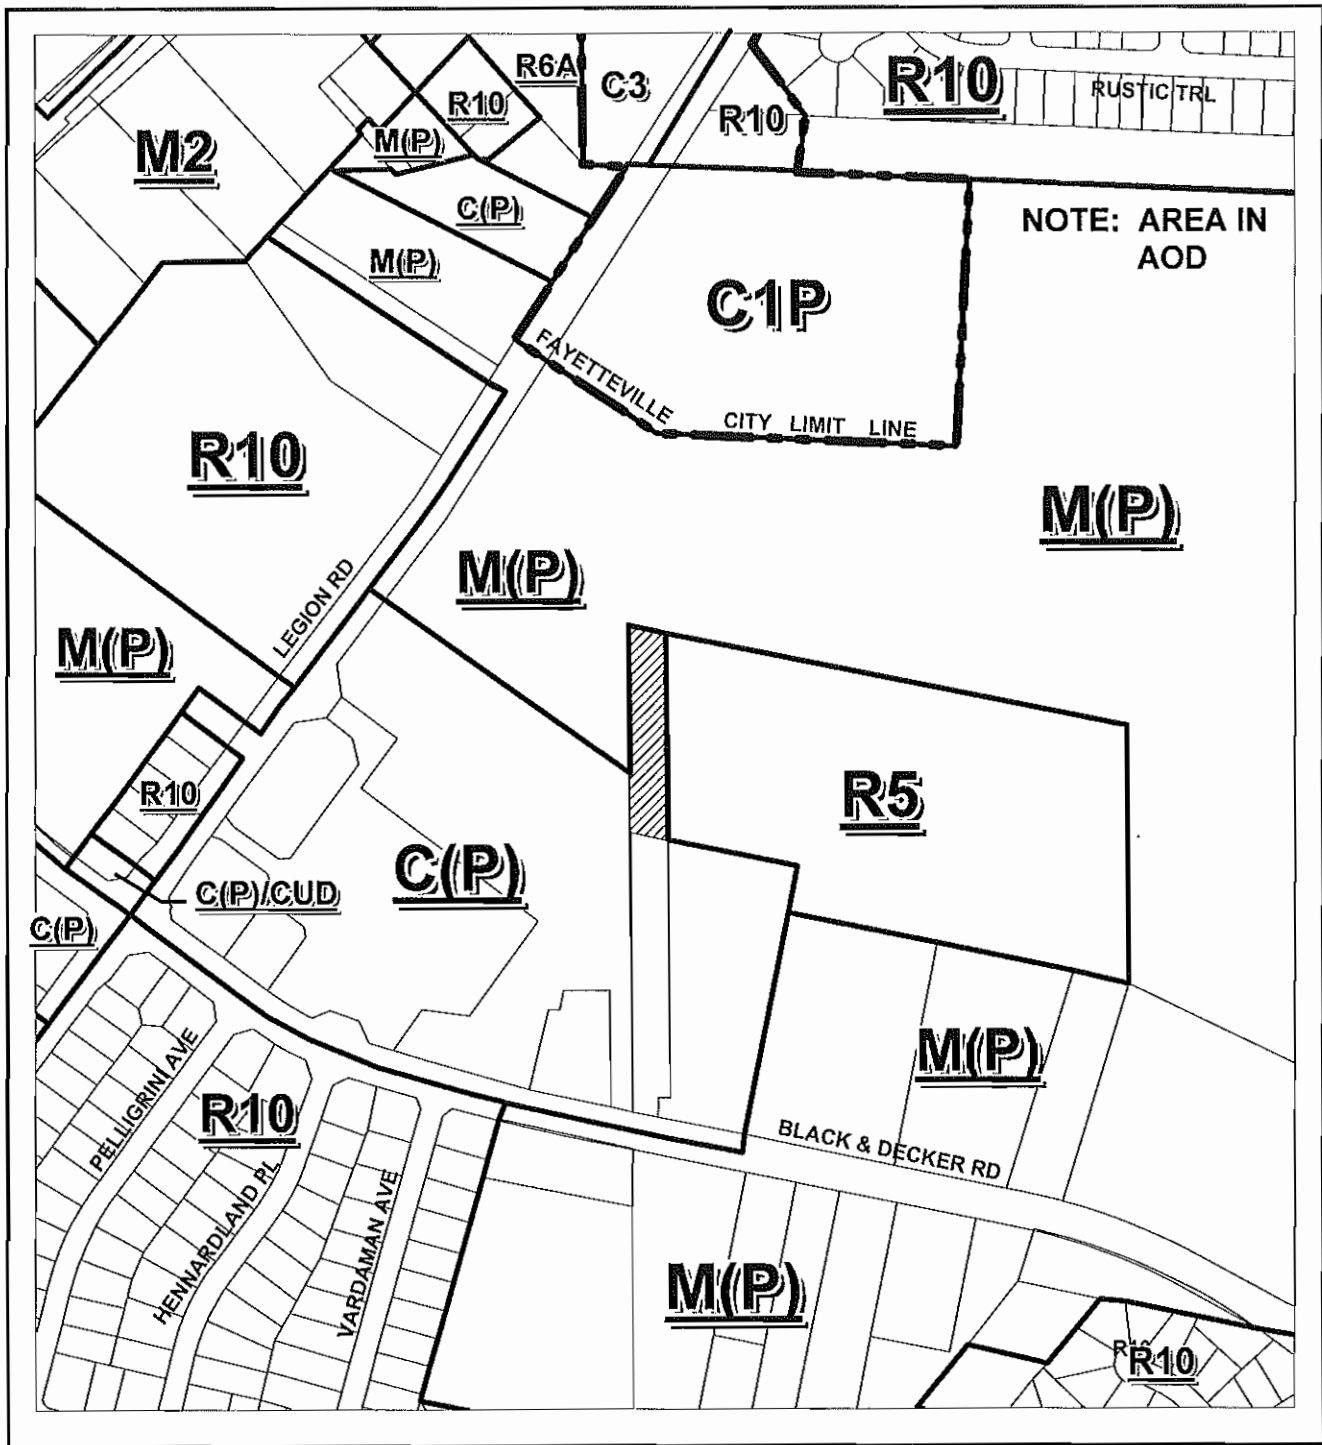 R6A
C3
R10
RUSTIC TRL
R10
R10
M(P)
M2
C(P)
M(P)
NOTE: AREA IN
AOD
C1P
FAYETTEVILLE CITY LIMIT LINE
R10
M(P)
M(P)
LEGION RD
M(P)
R10
R5
C(P)
C(P)/CUD
C(P)
M(P)
PELLIGRINI AVE
R10
HENNARDLAND PL
VARDAMAN AVE
BLACK & DECKER RD
M(P)
R10
R10